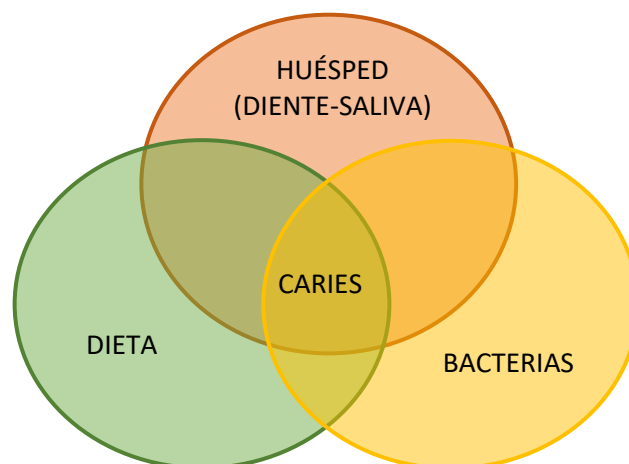 HUÉSPED
(DIENTE-SALIVA)
CARIES
DIETA
BACTERIAS